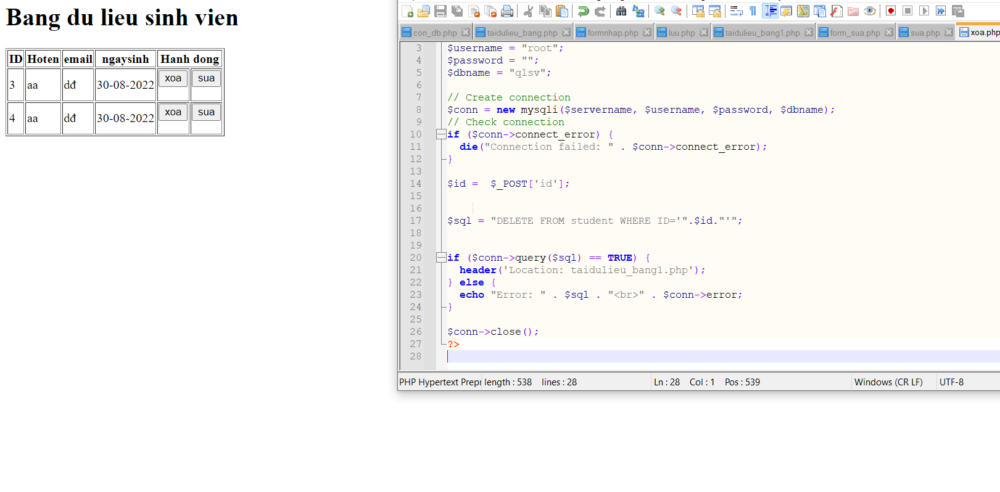 Bang du lieu sinh vien
ID Hoten email ngaysinh Hanh dong
3 aa dđ 30-08-2022 xoa sua
4 aa dđ 30-08-2022 xoa sua
con_db.php taidulieu_bang.php formnhap.php luu.php taidulieu_bang1.php form_sua.php sua.php xoa.php
3 $username = "root";
4 $password = "";
5 $dbname = "qlsv";
6
7 // Create connection
8 $conn = new mysqli($servername, $username, $password, $dbname);
9 // Check connection
10 if ($conn->connect_error) {
11 die("Connection failed: " . $conn->connect_error);
12 }
13
14 $id =  $_POST['id'];
15
16
17 $sql = "DELETE FROM student WHERE ID='".$id."'";
18
19
20 if ($conn->query($sql) == TRUE) {
21 header('Location: taidulieu_bang1.php');
22 } else {
23 echo "Error: " . $sql . "<br>" . $conn->error;
24 }
25
26 $conn->close();
27 ?>
28
PHP Hypertext Prepr length : 538 lines : 28 Ln : 28 Col : 1 Pos : 539 Windows (CR LF) UTF-8